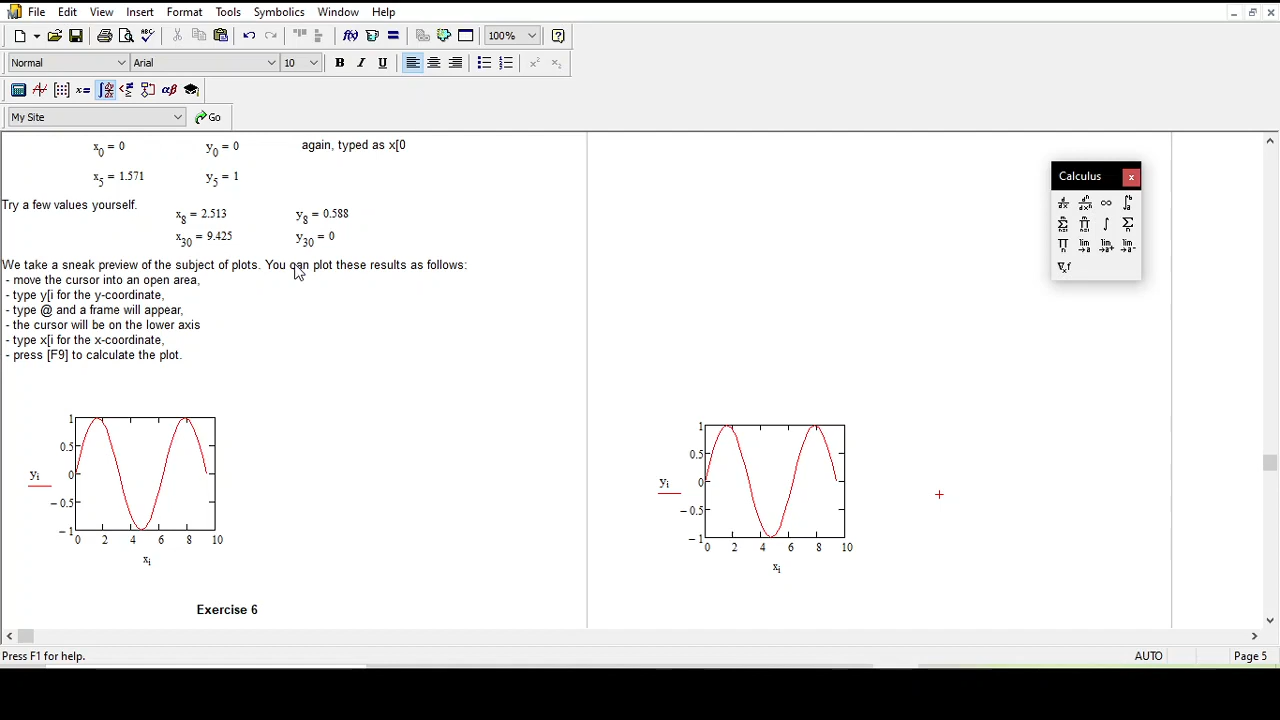 File Edit View Insert Format Tools Symbolics Window Help
100%
Normal Arial 10 B I U
My Site Go
x0 = 0 y0 = 0 again, typed as x[0
x5 = 1.571 y5 = 1
Try a few values yourself.
x8 = 2.513 y8 = 0.588
x30 = 9.425 y30 = 0
We take a sneak preview of the subject of plots. You can plot these results as follows:
- move the cursor into an open area,
- type y[i for the y-coordinate,
- type @ and a frame will appear,
- the cursor will be on the lower axis
- type x[i for the x-coordinate,
- press [F9] to calculate the plot.
1
0.5
yi 0
− 0.5
− 1
0 2 4 6 8 10
xi
Exercise 6
1
0.5
yi 0
− 0.5
− 1
0 2 4 6 8 10
xi
Calculus
Press F1 for help. AUTO Page 5